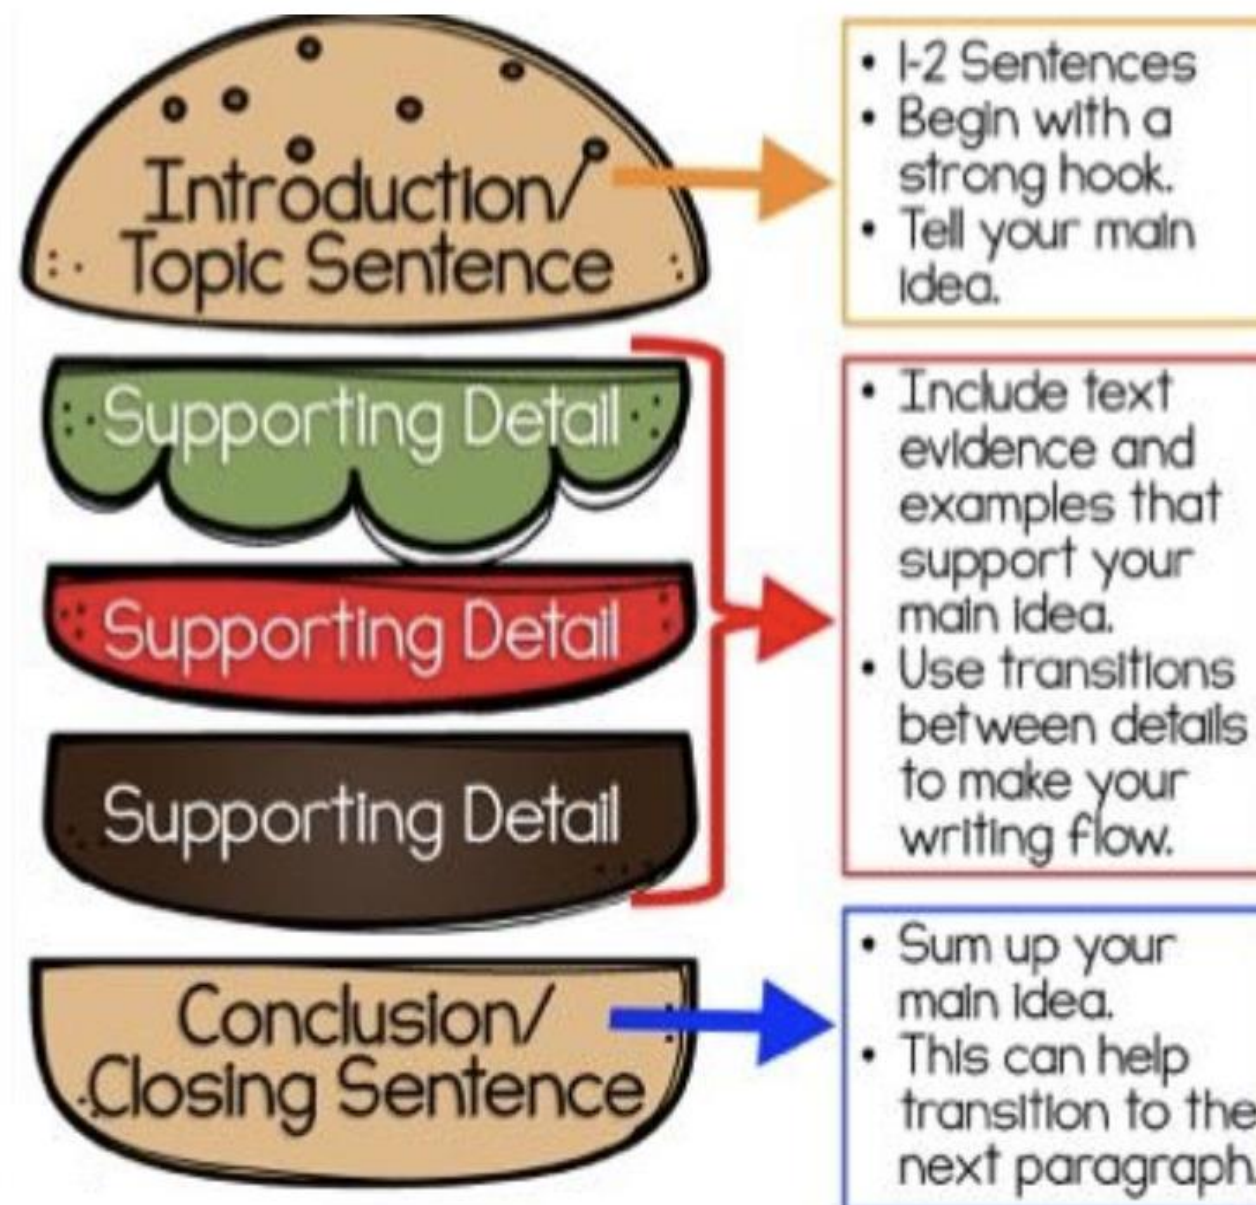 Introduction/
Topic Sentence
• 1-2 Sentences
• Begin with a
strong hook.
• Tell your main
idea.
Supporting Detail
Supporting Detail
Supporting Detail
• Include text
evidence and
examples that
support your
main idea.
• Use transitions
between details
to make your
writing flow.
Conclusion/
Closing Sentence
• Sum up your
main idea.
• This can help
transition to the
next paragraph.